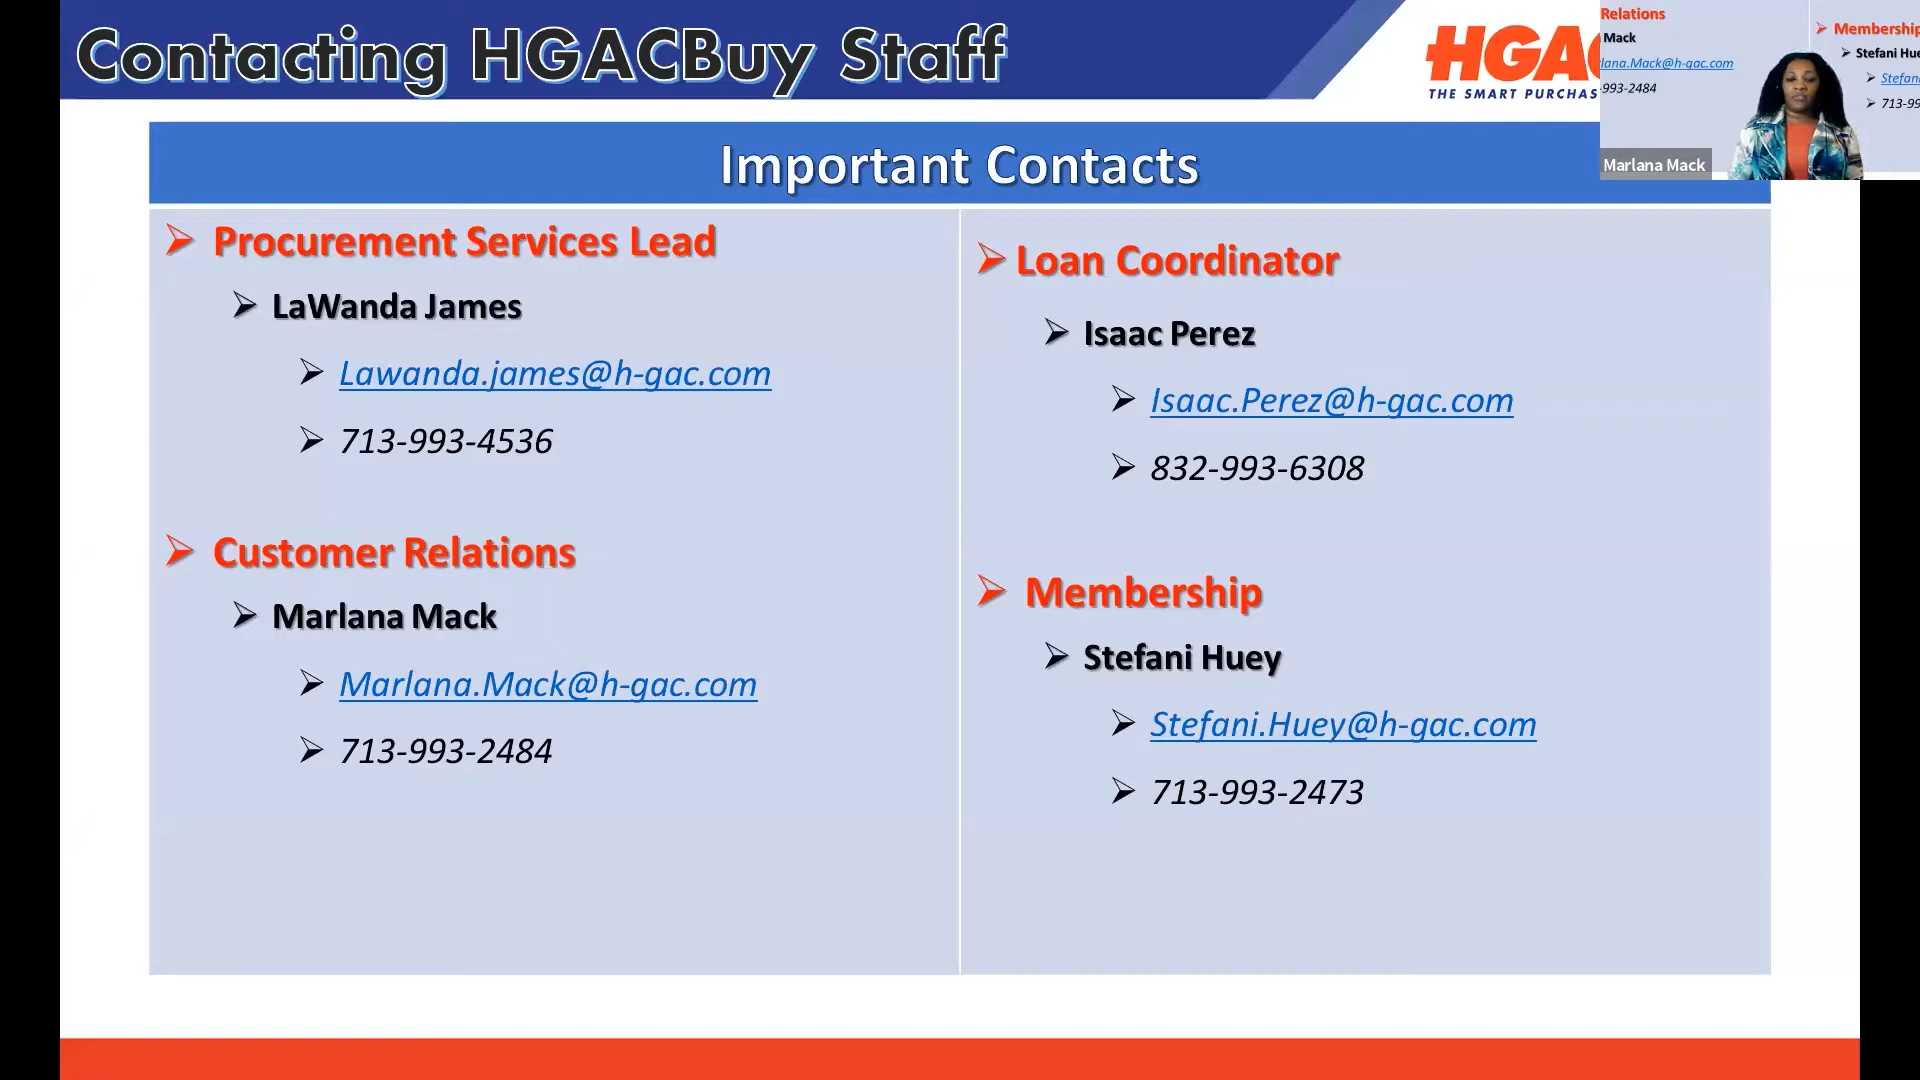 Contacting HGACBuy Staff
HGAC
THE SMART PURCHAS
Relations
Mack
lana.Mack@h-gac.com
-993-2484
Membership
Stefani Hue
Stefan
713-99
Marlana Mack
Important Contacts
Procurement Services Lead
LaWanda James
Lawanda.james@h-gac.com
713-993-4536
Customer Relations
Marlana Mack
Marlana.Mack@h-gac.com
713-993-2484
Loan Coordinator
Isaac Perez
Isaac.Perez@h-gac.com
832-993-6308
Membership
Stefani Huey
Stefani.Huey@h-gac.com
713-993-2473